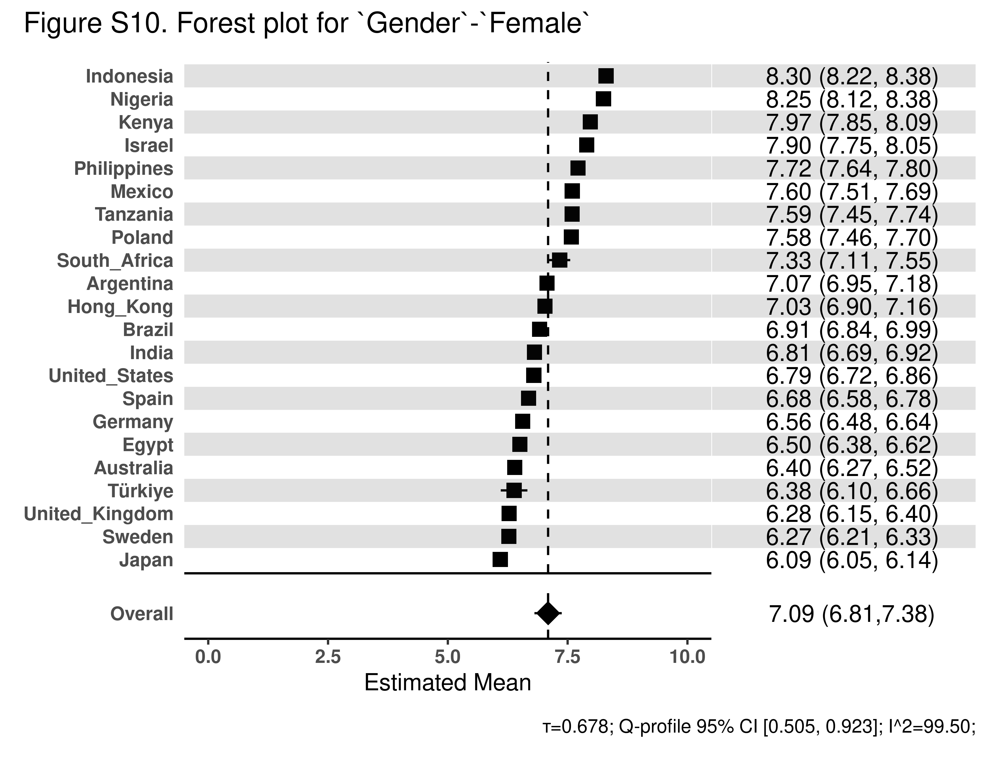 Figure S10. Forest plot for `Gender`-`Female`
Indonesia 8.30 (8.22, 8.38)
Nigeria 8.25 (8.12, 8.38)
Kenya 7.97 (7.85, 8.09)
Israel 7.90 (7.75, 8.05)
Philippines 7.72 (7.64, 7.80)
Mexico 7.60 (7.51, 7.69)
Tanzania 7.59 (7.45, 7.74)
Poland 7.58 (7.46, 7.70)
South_Africa 7.33 (7.11, 7.55)
Argentina 7.07 (6.95, 7.18)
Hong_Kong 7.03 (6.90, 7.16)
Brazil 6.91 (6.84, 6.99)
India 6.81 (6.69, 6.92)
United_States 6.79 (6.72, 6.86)
Spain 6.68 (6.58, 6.78)
Germany 6.56 (6.48, 6.64)
Egypt 6.50 (6.38, 6.62)
Australia 6.40 (6.27, 6.52)
Türkiye 6.38 (6.10, 6.66)
United_Kingdom 6.28 (6.15, 6.40)
Sweden 6.27 (6.21, 6.33)
Japan 6.09 (6.05, 6.14)
Overall 7.09 (6.81,7.38)
0.0 2.5 5.0 7.5 10.0
Estimated Mean
τ=0.678; Q-profile 95% CI [0.505, 0.923]; I^2=99.50;